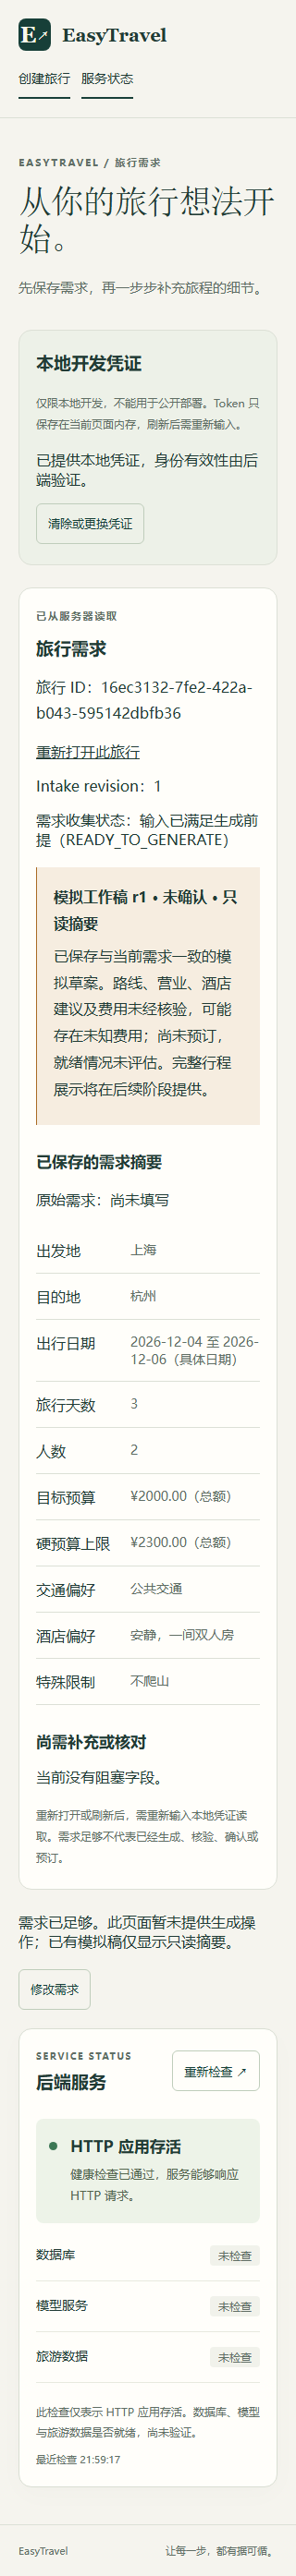 E↗ EasyTravel
创建旅行 服务状态
EASYTRAVEL / 旅行需求
从你的旅行想法开
始。
先保存需求，再一步步补充旅程的细节。
本地开发凭证
仅限本地开发，不能用于公开部署。Token 只
保存在当前页面内存，刷新后需重新输入。
已提供本地凭证，身份有效性由后
端验证。
清除或更换凭证
已从服务器读取
旅行需求
旅行 ID：16ec3132-7fe2-422a-
b043-595142dbfb36
重新打开此旅行
Intake revision：1
需求收集状态：输入已满足生成前
提（READY_TO_GENERATE）
模拟工作稿 r1 • 未确认 • 只
读摘要
已保存与当前需求一致的模
拟草案。路线、营业、酒店
建议及费用未经核验，可能
存在未知费用；尚未预订，
就绪情况未评估。完整行程
展示将在后续阶段提供。
已保存的需求摘要
原始需求：尚未填写
出发地 上海
目的地 杭州
出行日期 2026-12-04 至 2026-
12-06（具体日期）
旅行天数 3
人数 2
目标预算 ¥2000.00（总额）
硬预算上限 ¥2300.00（总额）
交通偏好 公共交通
酒店偏好 安静，一间双人房
特殊限制 不爬山
尚需补充或核对
当前没有阻塞字段。
重新打开或刷新后，需重新输入本地凭证读
取。需求足够不代表已经生成、核验、确认或
预订。
需求已足够。此页面暂未提供生成操
作；已有模拟稿仅显示只读摘要。
修改需求
SERVICE STATUS
后端服务
重新检查 ↗
HTTP 应用存活
健康检查已通过，服务能够响应
HTTP 请求。
数据库 未检查
模型服务 未检查
旅游数据 未检查
此检查仅表示 HTTP 应用存活。数据库、模型
与旅游数据是否就绪，尚未验证。
最近检查 21:59:17
EasyTravel 让每一步，都有据可循。